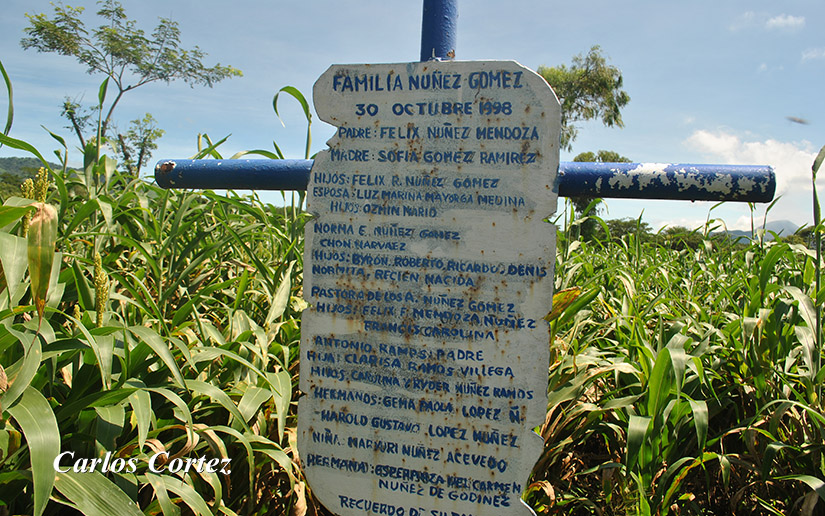 FAMILIA NUÑEZ GOMEZ
30 OCTUBRE 1998
PADRE: FELIX NUÑEZ MENDOZA
MADRE: SOFIA GOMEZ RAMIREZ
HIJOS: FELIX R. NUÑEZ GOMEZ
ESPOSA: LUZ MARINA MAYORGA MEDINA
HIJOS: OZMIN MARIO
NORMA E. NUÑEZ GOMEZ
CHON NARVAEZ
HIJOS: BYRON, ROBERTO, RICARDO, DENIS
NORMITA, RECIEN NACIDA
PASTORA DE LOS A. NUÑEZ GOMEZ
HIJOS: FELIX F. MENDOZA NUÑEZ
FRANCIS CAROLINA
ANTONIO RAMOS: PADRE
HIJA: CLARISA RAMOS VILLEGA
HIJOS: CAROLINA Y RYDER NUÑEZ RAMOS
HERMANOS: GEMA PAOLA LOPEZ N
HAROLD GUSTAVO LOPEZ NUÑEZ
NIÑA: MARJURI NUÑEZ ACEVEDO
HERMANA: ESPERANZA DEL CARMEN
NUÑEZ DE GODINEZ
RECUERDO DE
Carlos Cortez